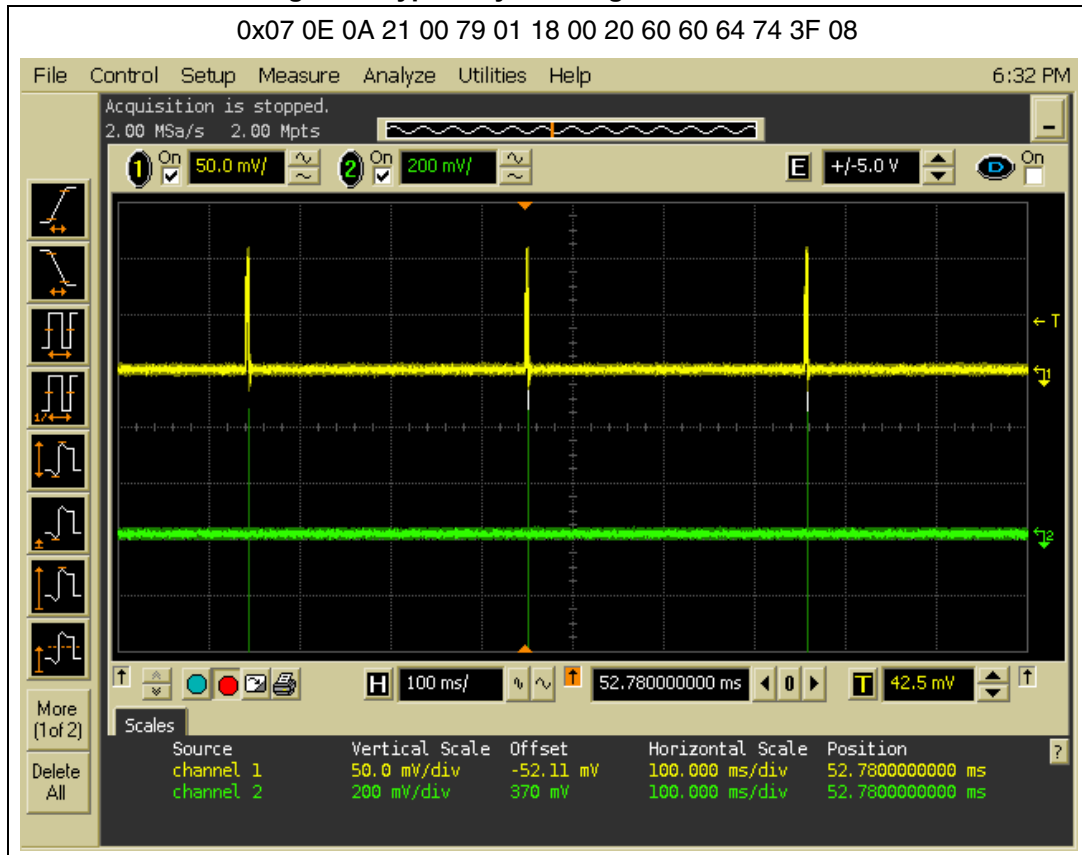 0x07 0E 0A 21 00 79 01 18 00 20 60 60 64 74 3F 08
File Control Setup Measure Analyze Utilities Help 6:32 PM
Acquisition is stopped.
2.00 MSa/s 2.00 Mpts
1 On 50.0 mV/ 2 On 200 mV/ E +/-5.0 V D On
T
1
2
1/
H 100 ms/ 52.780000000 ms 0 T 42.5 mV
More
(1of 2)
Delete
All
Scales
Source Vertical Scale Offset Horizontal Scale Position
channel 1 50.0 mV/div -52.11 mV 100.000 ms/div 52.7800000000 ms
channel 2 200 mV/div 370 mV 100.000 ms/div 52.7800000000 ms
?